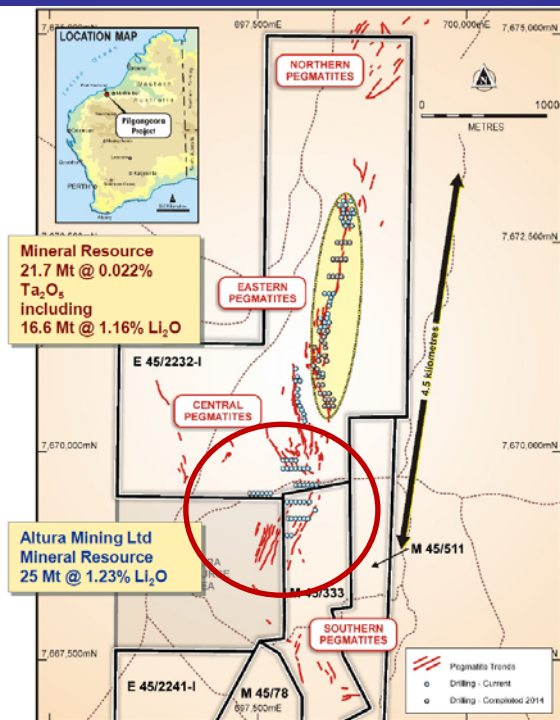 7,675,000mN
697,500mE
700,000mE
7,675,000mN
LOCATION MAP
Western
Australia
Pilgangoora
Project
PERTH
NORTHERN
PEGMATITES
N
0
1000
METRES
7,672,500mN
Mineral Resource
21.7 Mt @ 0.022%
Ta₂O₅
including
16.6 Mt @ 1.16% Li₂O
EASTERN
PEGMATITES
4.5 kilometres
E 45/2232-I
CENTRAL
PEGMATITES
7,670,000mN
7,670,000mN
Altura Mining Ltd
Mineral Resource
25 Mt @ 1.23% Li₂O
M 45/511
M 45/333
SOUTHERN
PEGMATITES
7,667,500mN
E 45/2241-I
M 45/78
697,500mE
Pegmatite Trends
Drilling - Current
Drilling - Completed 2014